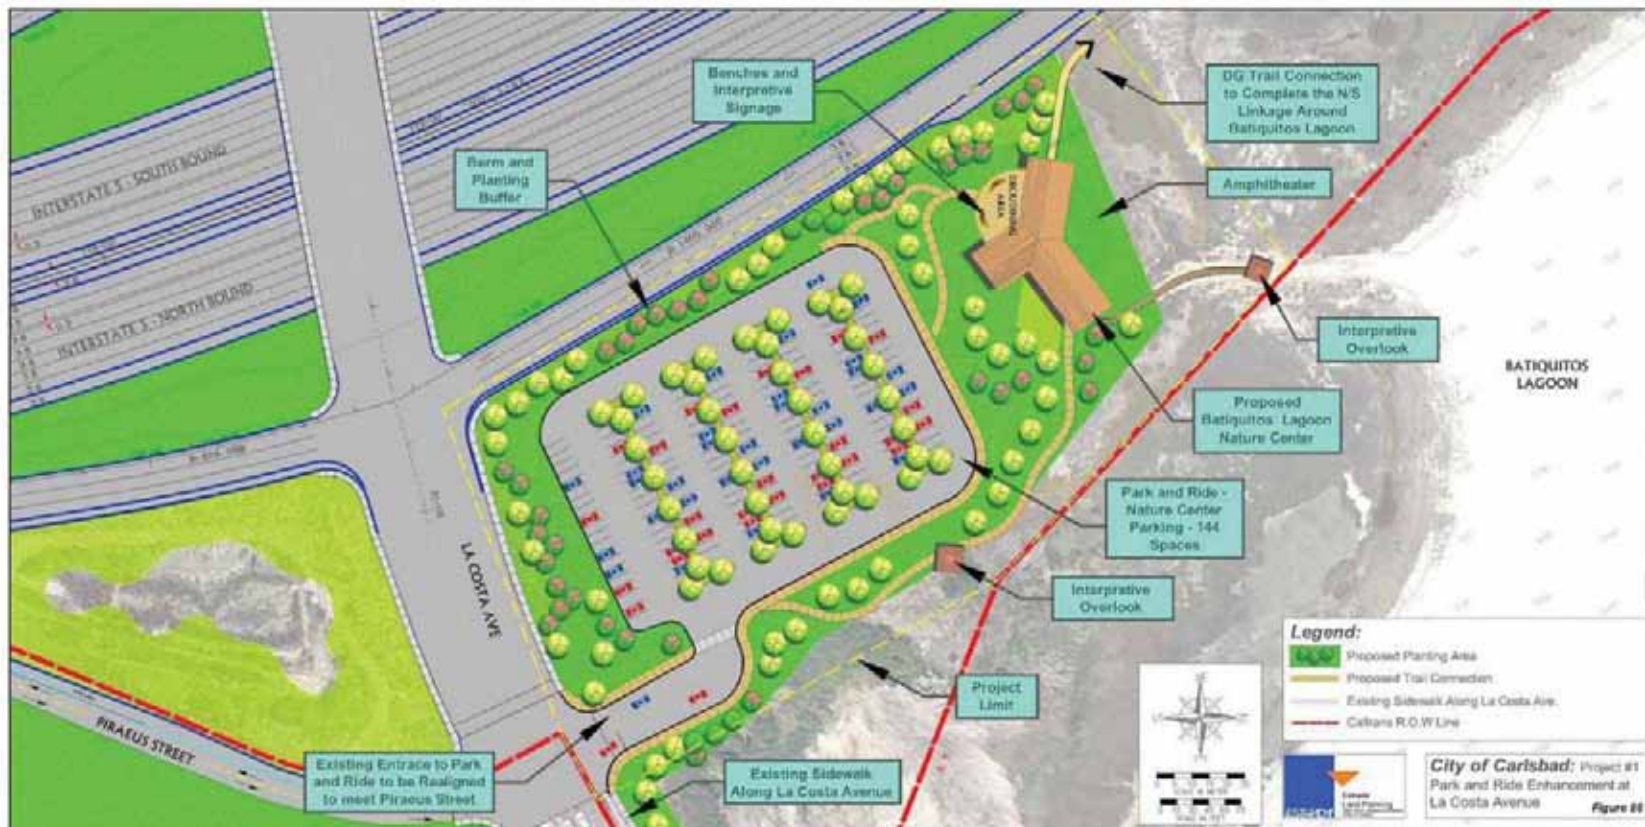 Benches and
Interpretive
Signage
DG Trail Connection
to Complete the N/S
Linkage Around
Batiquitos Lagoon
Berm and
Planting
Buffer
Amphitheater
INTERSTATE 5 - SOUTH BOUND
INTERSTATE 5 - NORTH BOUND
AREA
Interpretive
Overlook
BATIQUITOS
LAGOON
Proposed
Batiquitos Lagoon
Nature Center
Park and Ride -
Nature Center
Parking - 144
Spaces
LA COSTA AVE
Interpretive
Overlook
Project
Limit
PIRAEUS STREET
Existing Entrance to Park
and Ride to be Realigned
to meet Piraeus Street
Existing Sidewalk
Along La Costa Avenue
Legend:
Proposed Planting Area
Proposed Trail Connection
Existing Sidewalk Along La Costa Ave.
Caltrans R.O.W Line
Land Planning
City of Carlsbad: Project #1
Park and Ride Enhancement at
La Costa Avenue